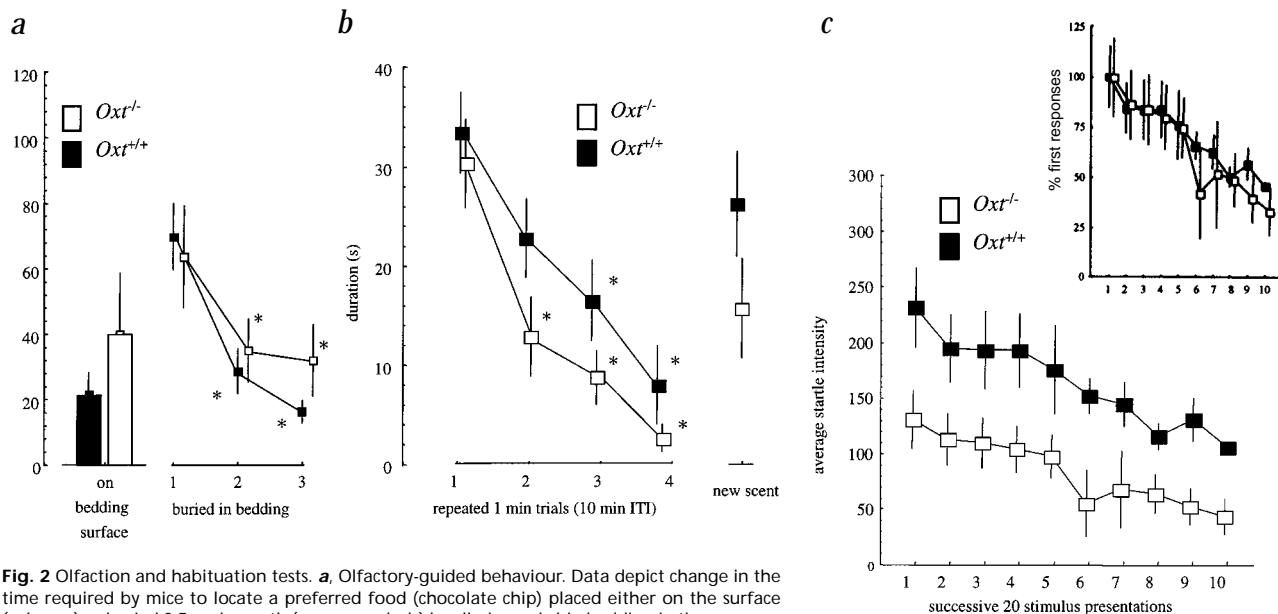 a
120
100
80
60
40
20
0
Oxt-/-
Oxt+/+
*
*
*
*
on
bedding
surface
1 2 3
buried in bedding
b
40
30
20
10
0
duration (s)
Oxt-/-
Oxt+/+
*
*
*
*
*
1 2 3 4
repeated 1 min trials (10 min ITI)
new scent
c
125
100
75
50
25
0
% first responses
1 2 3 4 5 6 7 8 9 10
300
300
250
200
150
100
50
0
average startle intensity
Oxt-/-
Oxt+/+
1 2 3 4 5 6 7 8 9 10
successive 20 stimulus presentations
Fig. 2 Olfaction and habituation tests. a, Olfactory-guided behaviour. Data depict change in the
time required by mice to locate a preferred food (chocolate chip) placed either on the surface